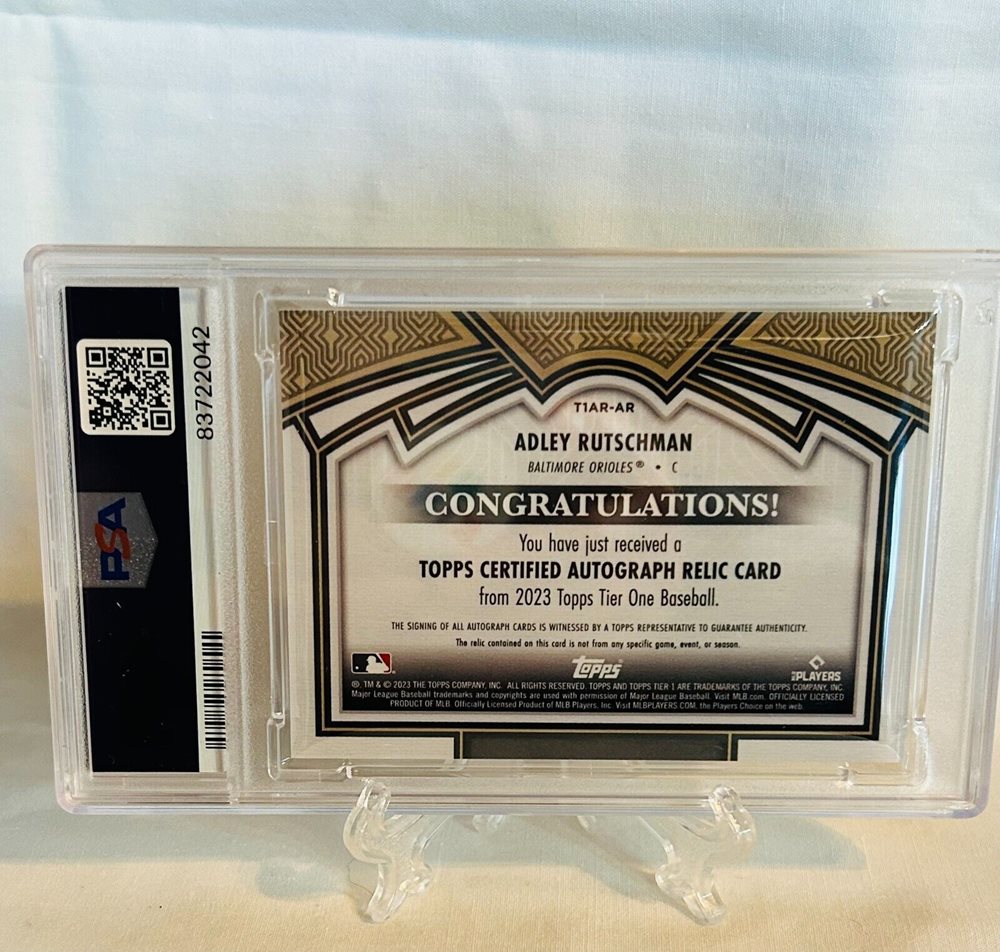 83722042
PSA
T1AR-AR
ADLEY RUTSCHMAN
BALTIMORE ORIOLES® • C
CONGRATULATIONS!
You have just received a
TOPPS CERTIFIED AUTOGRAPH RELIC CARD
from 2023 Topps Tier One Baseball.
THE SIGNING OF ALL AUTOGRAPH CARDS IS WITNESSED BY A TOPPS REPRESENTATIVE TO GUARANTEE AUTHENTICITY.
The relic contained on this card is not from any specific game, event, or season.
topps®
PLAYERS
®, TM & © 2023 THE TOPPS COMPANY, INC. ALL RIGHTS RESERVED. TOPPS AND TOPPS TIER 1 ARE TRADEMARKS OF THE TOPPS COMPANY, INC.
Major League Baseball trademarks and copyrights are used with permission of Major League Baseball. Visit MLB.com. OFFICIALLY LICENSED
PRODUCT OF MLB Officially Licensed Product of MLB Players, Inc. Visit MLBPLAYERS.COM, the Players Choice on the web.